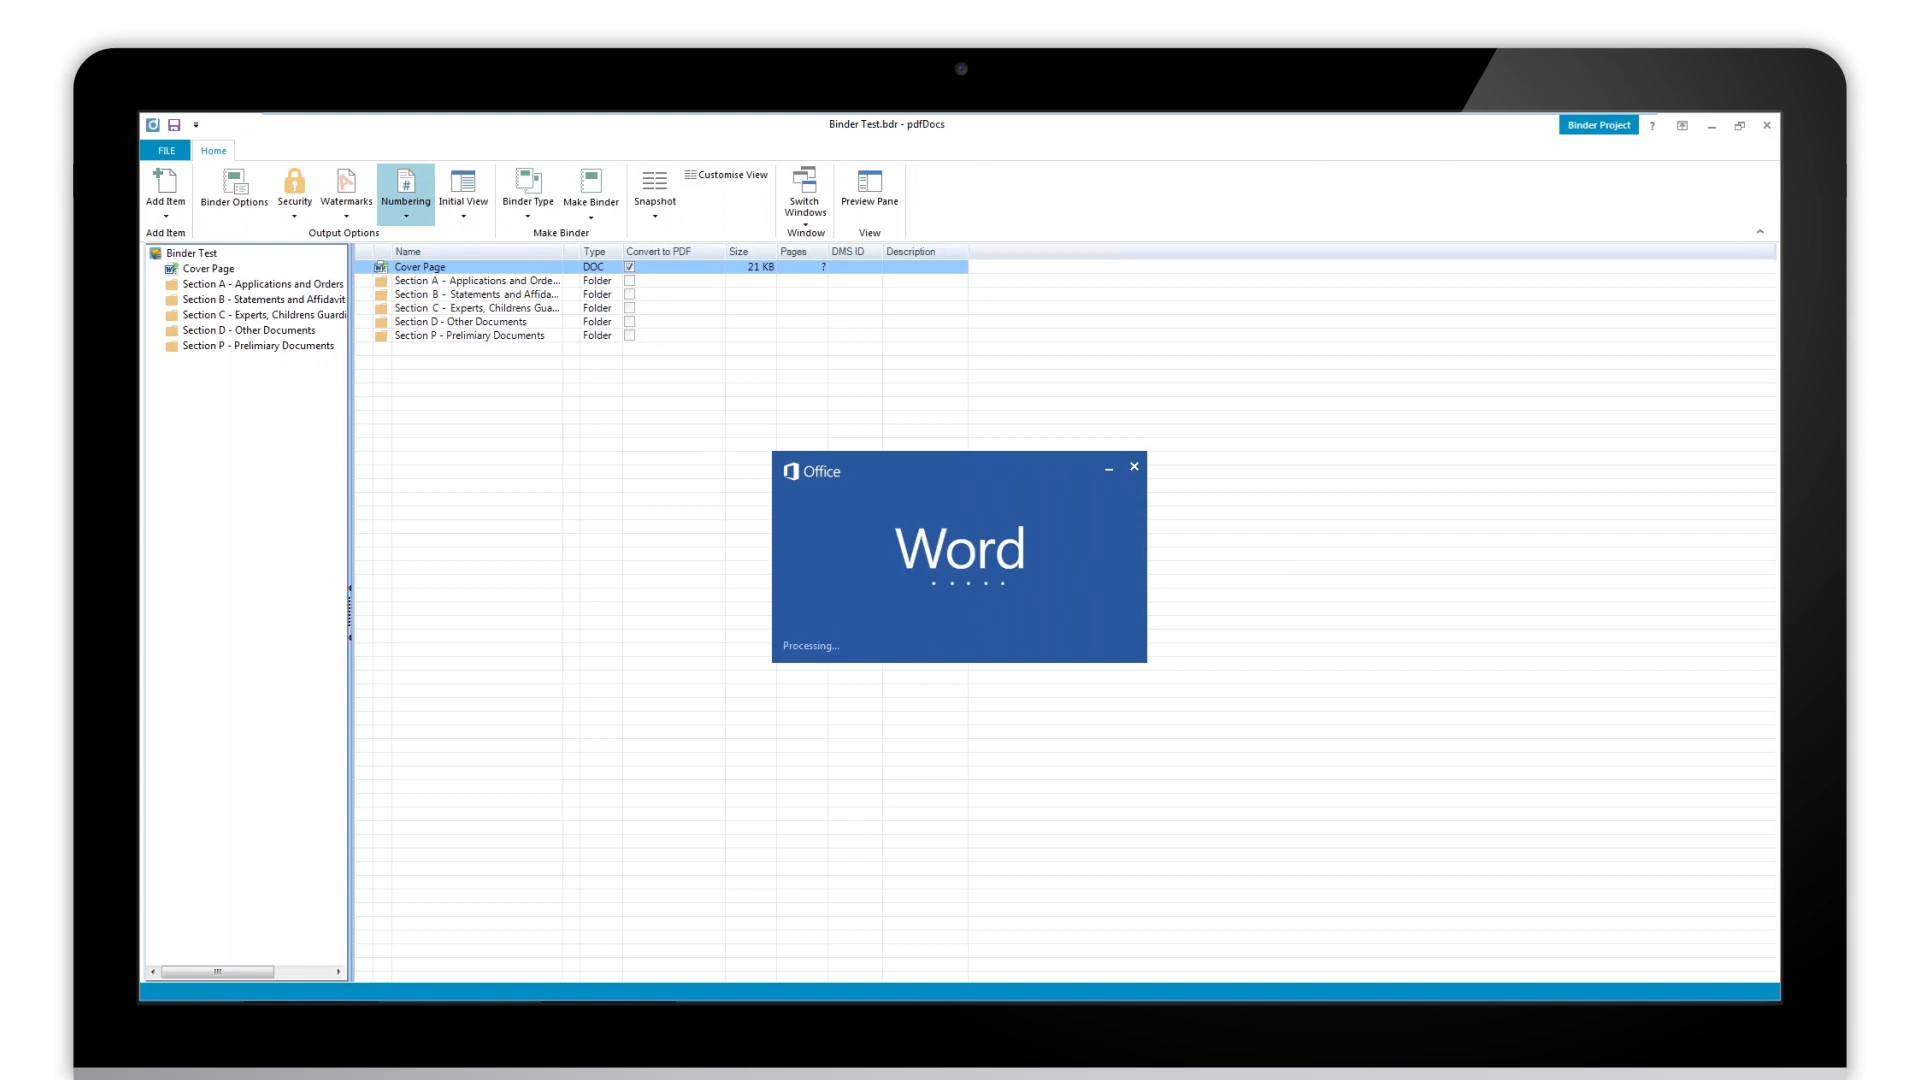 Binder Test.bdr - pdfDocs
Binder Project ?
FILE Home
Add Item
Binder Options
Security
Watermarks
#
Numbering
Initial View
Binder Type
Make Binder
Snapshot
Customise View
Switch
Windows
Preview Pane
Add Item
Output Options
Make Binder
Window
View
Binder Test
Cover Page
Section A - Applications and Orders
Section B - Statements and Affidavit
Section C - Experts, Childrens Guardi
Section D - Other Documents
Section P - Prelimiary Documents
Name Type Convert to PDF Size Pages DMS ID Description
Cover Page DOC 21 KB ?
Section A - Applications and Orde... Folder
Section B - Statements and Affida... Folder
Section C - Experts, Childrens Gua... Folder
Section D - Other Documents Folder
Section P - Prelimiary Documents Folder
Office
Word
Processing...